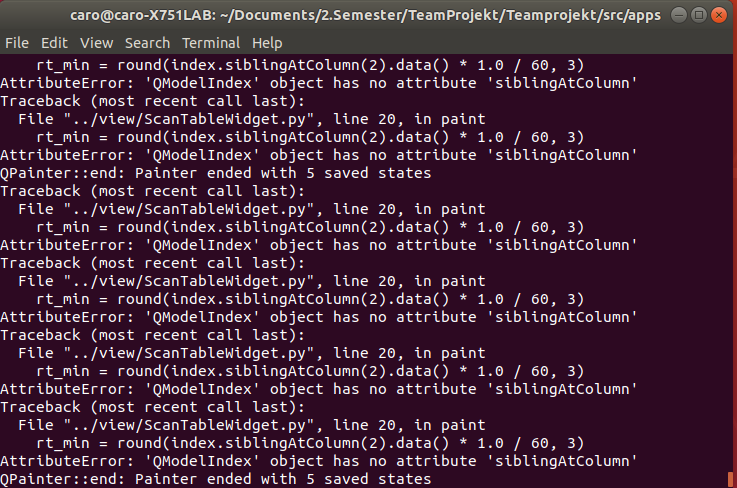 caro@caro-X751LAB: ~/Documents/2.Semester/TeamProjekt/Teamprojekt/src/apps
File Edit View Search Terminal Help
    rt_min = round(index.siblingAtColumn(2).data() * 1.0 / 60, 3)
AttributeError: 'QModelIndex' object has no attribute 'siblingAtColumn'
Traceback (most recent call last):
  File "../view/ScanTableWidget.py", line 20, in paint
    rt_min = round(index.siblingAtColumn(2).data() * 1.0 / 60, 3)
AttributeError: 'QModelIndex' object has no attribute 'siblingAtColumn'
QPainter::end: Painter ended with 5 saved states
Traceback (most recent call last):
  File "../view/ScanTableWidget.py", line 20, in paint
    rt_min = round(index.siblingAtColumn(2).data() * 1.0 / 60, 3)
AttributeError: 'QModelIndex' object has no attribute 'siblingAtColumn'
Traceback (most recent call last):
  File "../view/ScanTableWidget.py", line 20, in paint
    rt_min = round(index.siblingAtColumn(2).data() * 1.0 / 60, 3)
AttributeError: 'QModelIndex' object has no attribute 'siblingAtColumn'
Traceback (most recent call last):
  File "../view/ScanTableWidget.py", line 20, in paint
    rt_min = round(index.siblingAtColumn(2).data() * 1.0 / 60, 3)
AttributeError: 'QModelIndex' object has no attribute 'siblingAtColumn'
Traceback (most recent call last):
  File "../view/ScanTableWidget.py", line 20, in paint
    rt_min = round(index.siblingAtColumn(2).data() * 1.0 / 60, 3)
AttributeError: 'QModelIndex' object has no attribute 'siblingAtColumn'
QPainter::end: Painter ended with 5 saved states